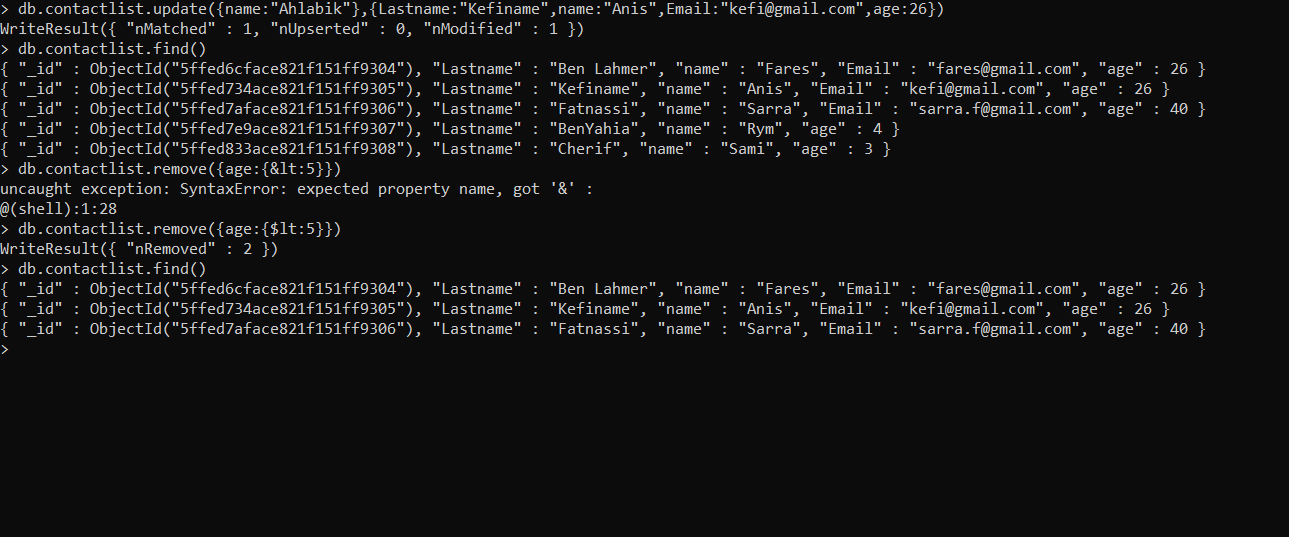 > db.contactlist.update({name:"Ahlabik"},{Lastname:"Kefiname",name:"Anis",Email:"kefi@gmail.com",age:26})
WriteResult({ "nMatched" : 1, "nUpserted" : 0, "nModified" : 1 })
> db.contactlist.find()
{ "_id" : ObjectId("5ffed6cface821f151ff9304"), "Lastname" : "Ben Lahmer", "name" : "Fares", "Email" : "fares@gmail.com", "age" : 26 }
{ "_id" : ObjectId("5ffed734ace821f151ff9305"), "Lastname" : "Kefiname", "name" : "Anis", "Email" : "kefi@gmail.com", "age" : 26 }
{ "_id" : ObjectId("5ffed7aface821f151ff9306"), "Lastname" : "Fatnassi", "name" : "Sarra", "Email" : "sarra.f@gmail.com", "age" : 40 }
{ "_id" : ObjectId("5ffed7e9ace821f151ff9307"), "Lastname" : "BenYahia", "name" : "Rym", "age" : 4 }
{ "_id" : ObjectId("5ffed833ace821f151ff9308"), "Lastname" : "Cherif", "name" : "Sami", "age" : 3 }
> db.contactlist.remove({age:{&lt:5}})
uncaught exception: SyntaxError: expected property name, got '&' :
@(shell):1:28
> db.contactlist.remove({age:{$lt:5}})
WriteResult({ "nRemoved" : 2 })
> db.contactlist.find()
{ "_id" : ObjectId("5ffed6cface821f151ff9304"), "Lastname" : "Ben Lahmer", "name" : "Fares", "Email" : "fares@gmail.com", "age" : 26 }
{ "_id" : ObjectId("5ffed734ace821f151ff9305"), "Lastname" : "Kefiname", "name" : "Anis", "Email" : "kefi@gmail.com", "age" : 26 }
{ "_id" : ObjectId("5ffed7aface821f151ff9306"), "Lastname" : "Fatnassi", "name" : "Sarra", "Email" : "sarra.f@gmail.com", "age" : 40 }
>